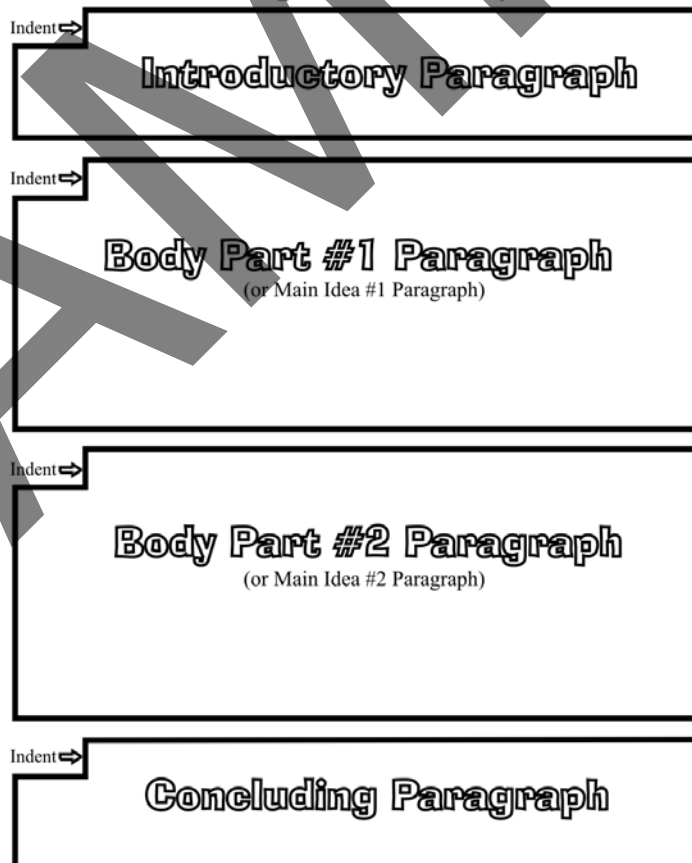 Indent
Introductory Paragraph
Indent
Body Part #1 Paragraph
(or Main Idea #1 Paragraph)
Indent
Body Part #2 Paragraph
(or Main Idea #2 Paragraph)
Indent
Concluding Paragraph